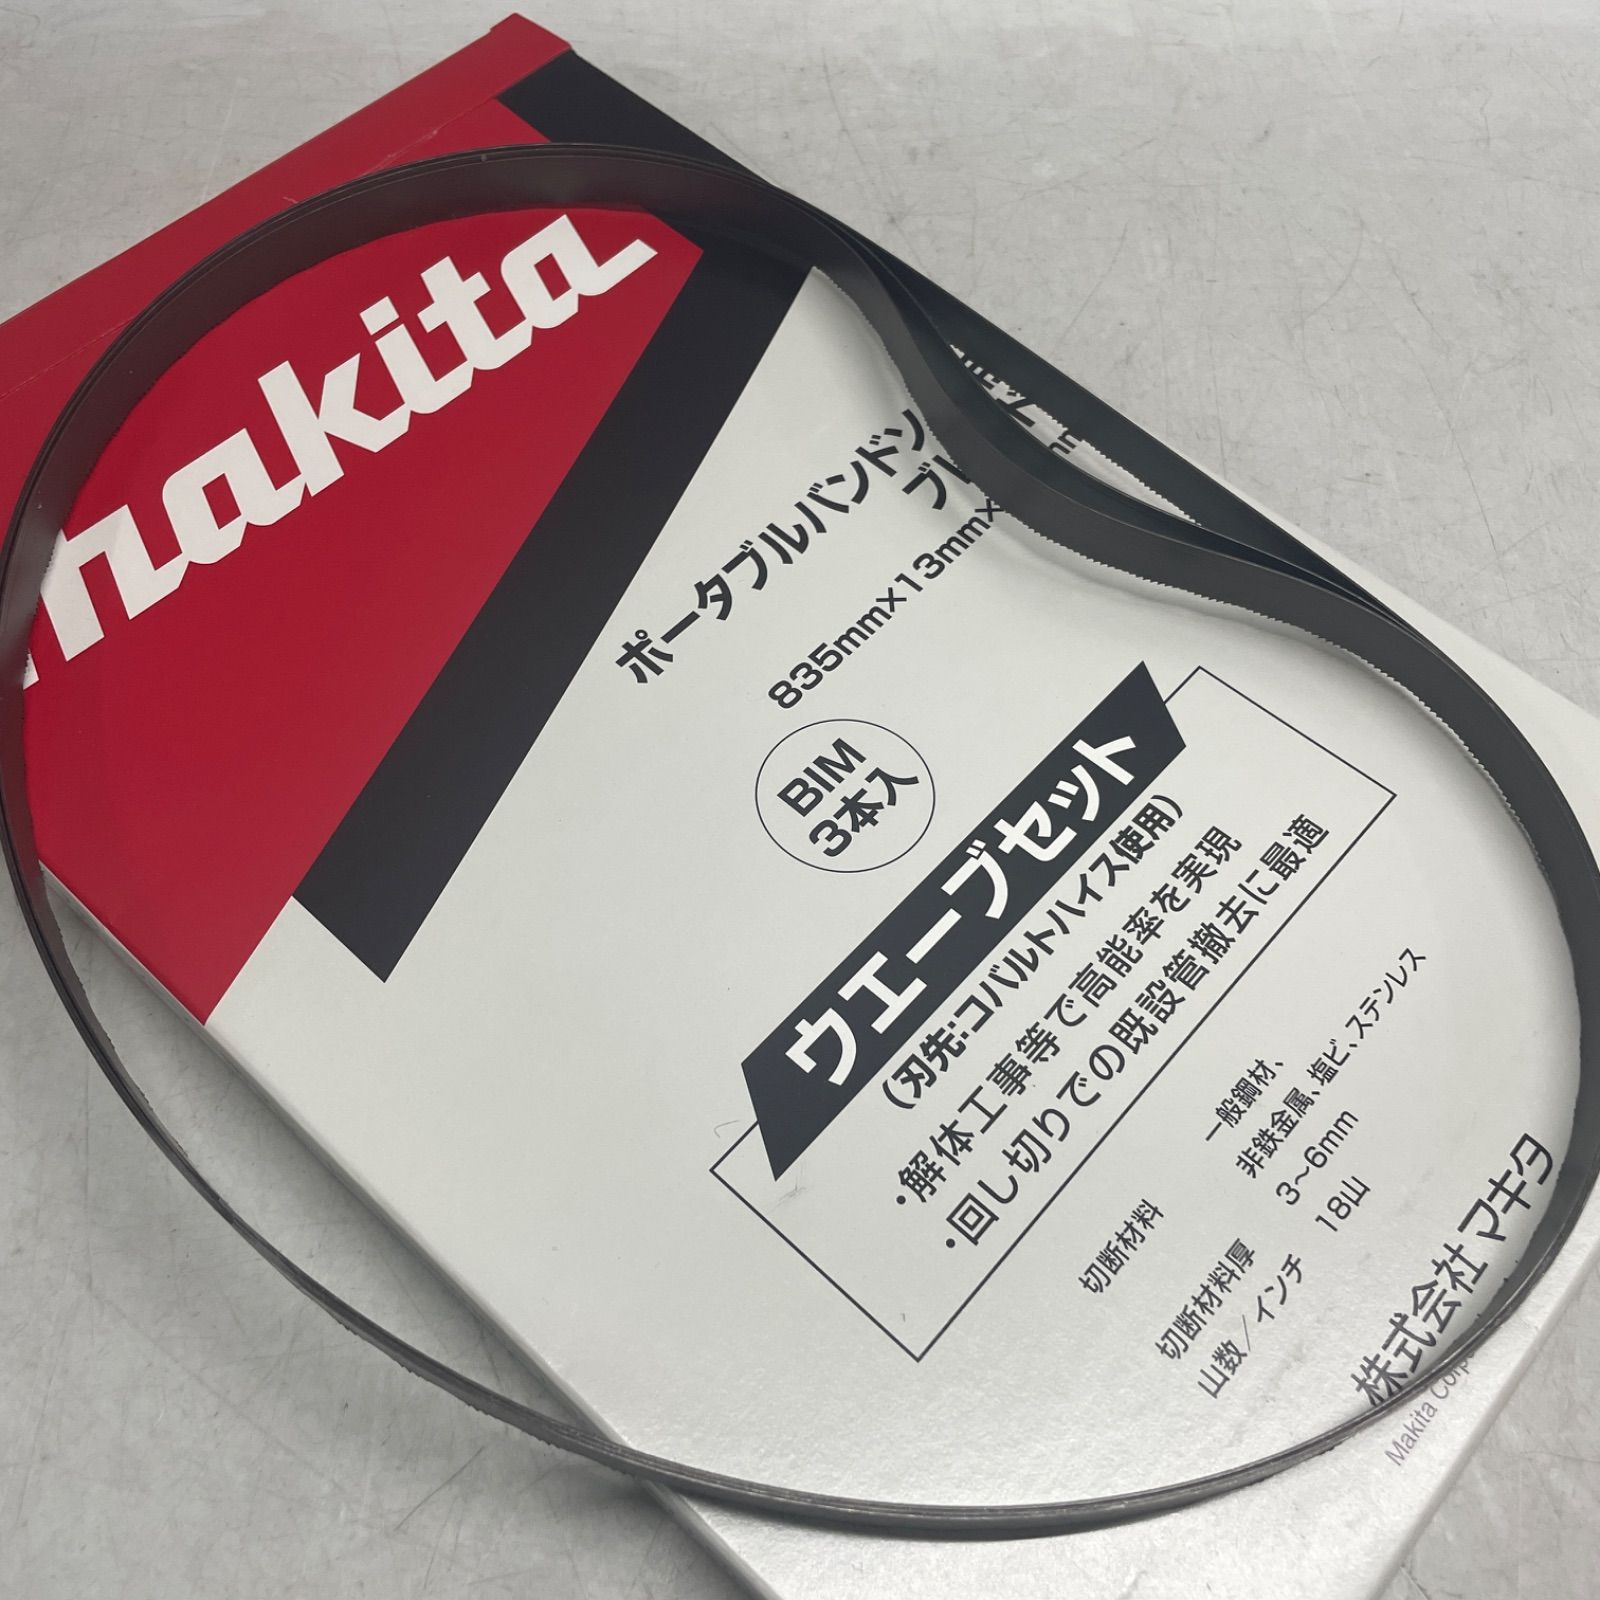 makita
ポータブルバンドソ
835mm×13mm×
BIM
3本入
ウエーブセット
(刃先:コバルトハイス使用)
・解体工事等で高能率を実現
・回し切りでの既設管撤去に最適
切断材料 一般鋼材、
非鉄金属、塩ビ、ステンレス
切断材料厚 3~6mm
山数/インチ 18山
株式会社マキタ
Makita